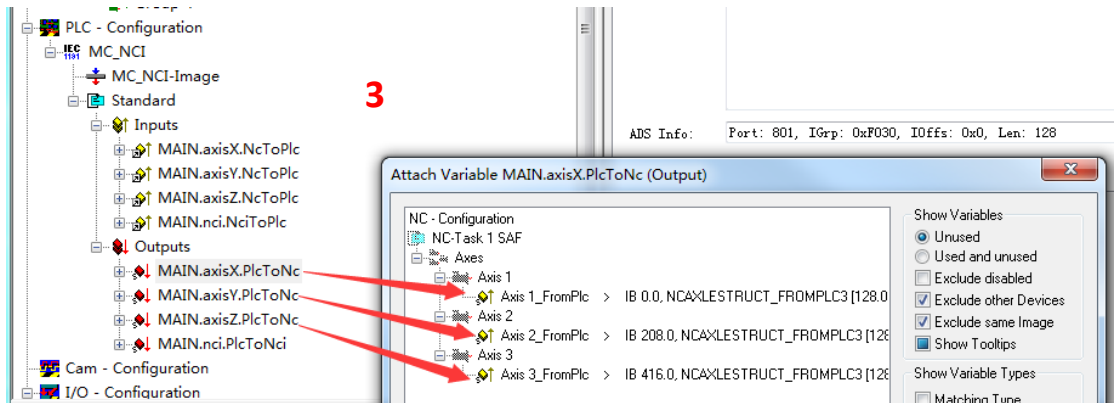 PLC - Configuration
IEC
1131
MC_NCI
MC_NCI-Image
Standard
3
Inputs
MAIN.axisX.NcToPlc
MAIN.axisY.NcToPlc
MAIN.axisZ.NcToPlc
MAIN.nci.NciToPlc
Outputs
MAIN.axisX.PlcToNc
MAIN.axisY.PlcToNc
MAIN.axisZ.PlcToNc
MAIN.nci.PlcToNci
Cam - Configuration
I/O - Configuration
ADS Info: Port: 801, IGrp: 0xF030, IOffs: 0x0, Len: 128
Attach Variable MAIN.axisX.PlcToNc (Output)
NC - Configuration
NC-Task 1 SAF
Axes
Axis 1
Axis 1_FromPlc > IB 0.0, NCAXLESTRUCT_FROMPLC3 [128.0
Axis 2
Axis 2_FromPlc > IB 208.0, NCAXLESTRUCT_FROMPLC3 [128
Axis 3
Axis 3_FromPlc > IB 416.0, NCAXLESTRUCT_FROMPLC3 [128
Show Variables
Unused
Used and unused
Exclude disabled
Exclude other Devices
Exclude same Image
Show Tooltips
Show Variable Types
Matching Type